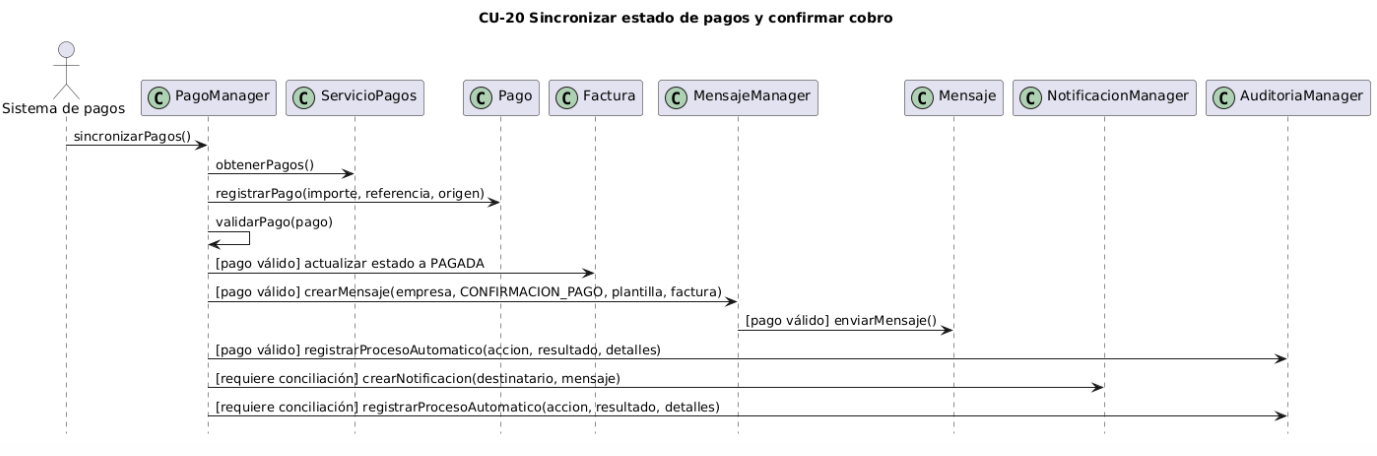 CU-20 Sincronizar estado de pagos y confirmar cobro
Sistema de pagos
C PagoManager
C ServicioPagos
C Pago
C Factura
C MensajeManager
C Mensaje
C NotificacionManager
C AuditoriaManager
sincronizarPagos()
obtenerPagos()
registrarPago(importe, referencia, origen)
validarPago(pago)
[pago válido] actualizar estado a PAGADA
[pago válido] crearMensaje(empresa, CONFIRMACION_PAGO, plantilla, factura)
[pago válido] enviarMensaje()
[pago válido] registrarProcesoAutomatico(accion, resultado, detalles)
[requiere conciliación] crearNotificacion(destinatario, mensaje)
[requiere conciliación] registrarProcesoAutomatico(accion, resultado, detalles)